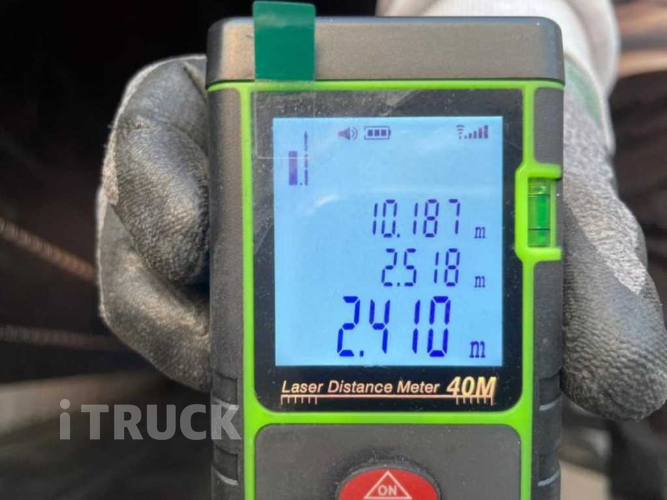 10.187 m
2.518 m
2.410 m
Laser Distance Meter 40M
iTRUCK
ON